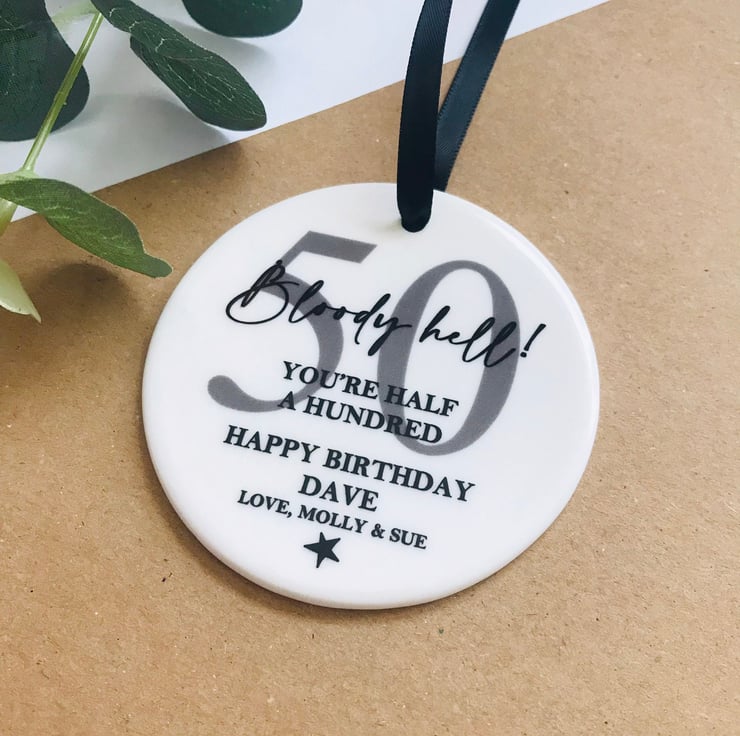 50
Bloody hell!
YOU'RE HALF
A HUNDRED
HAPPY BIRTHDAY
DAVE
LOVE, MOLLY & SUE